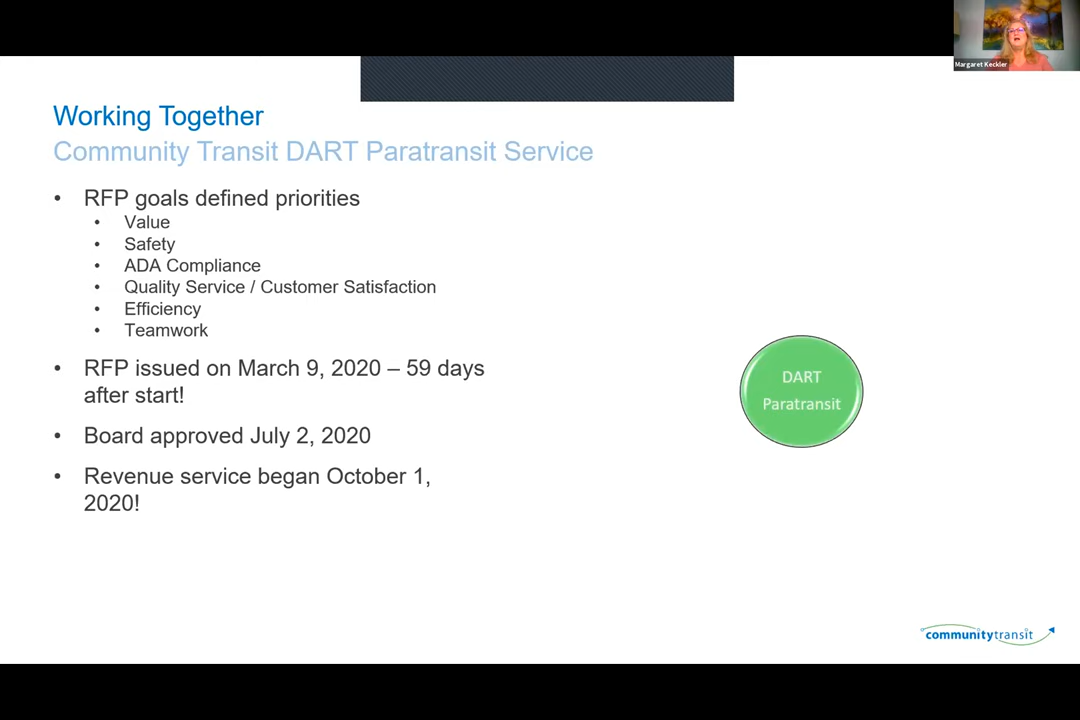 Margaret Keckler
Working Together
Community Transit DART Paratransit Service
• RFP goals defined priorities
• Value
• Safety
• ADA Compliance
• Quality Service / Customer Satisfaction
• Efficiency
• Teamwork
• RFP issued on March 9, 2020 – 59 days
after start!
• Board approved July 2, 2020
• Revenue service began October 1,
2020!
DART
Paratransit
communitytransit